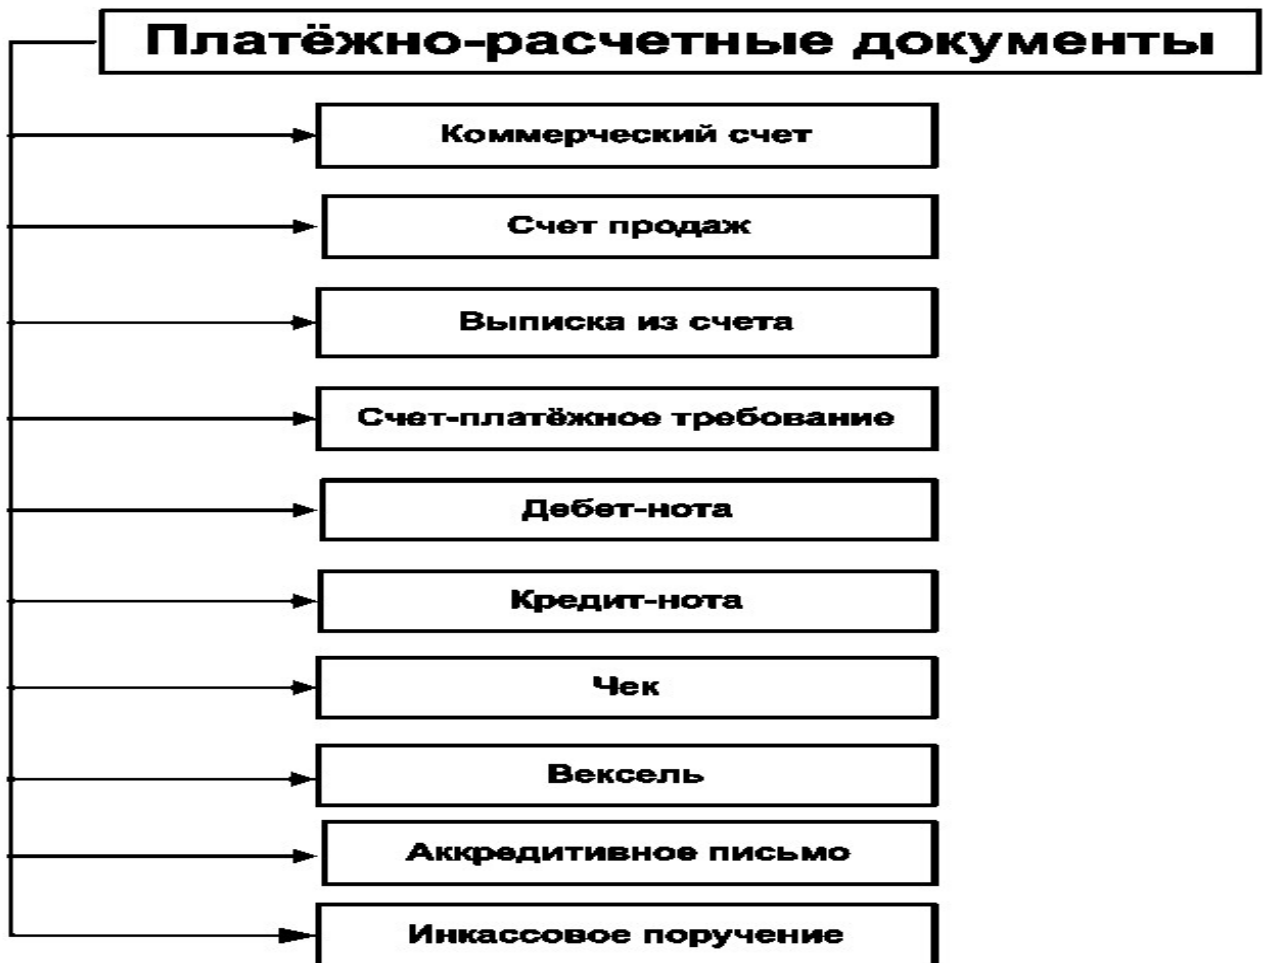 Платёжно-расчетные документы
Коммерческий счет
Счет продаж
Выписка из счета
Счет-платёжное требование
Дебет-нота
Кредит-нота
Чек
Вексель
Аккредитивное письмо
Инкассовое поручение